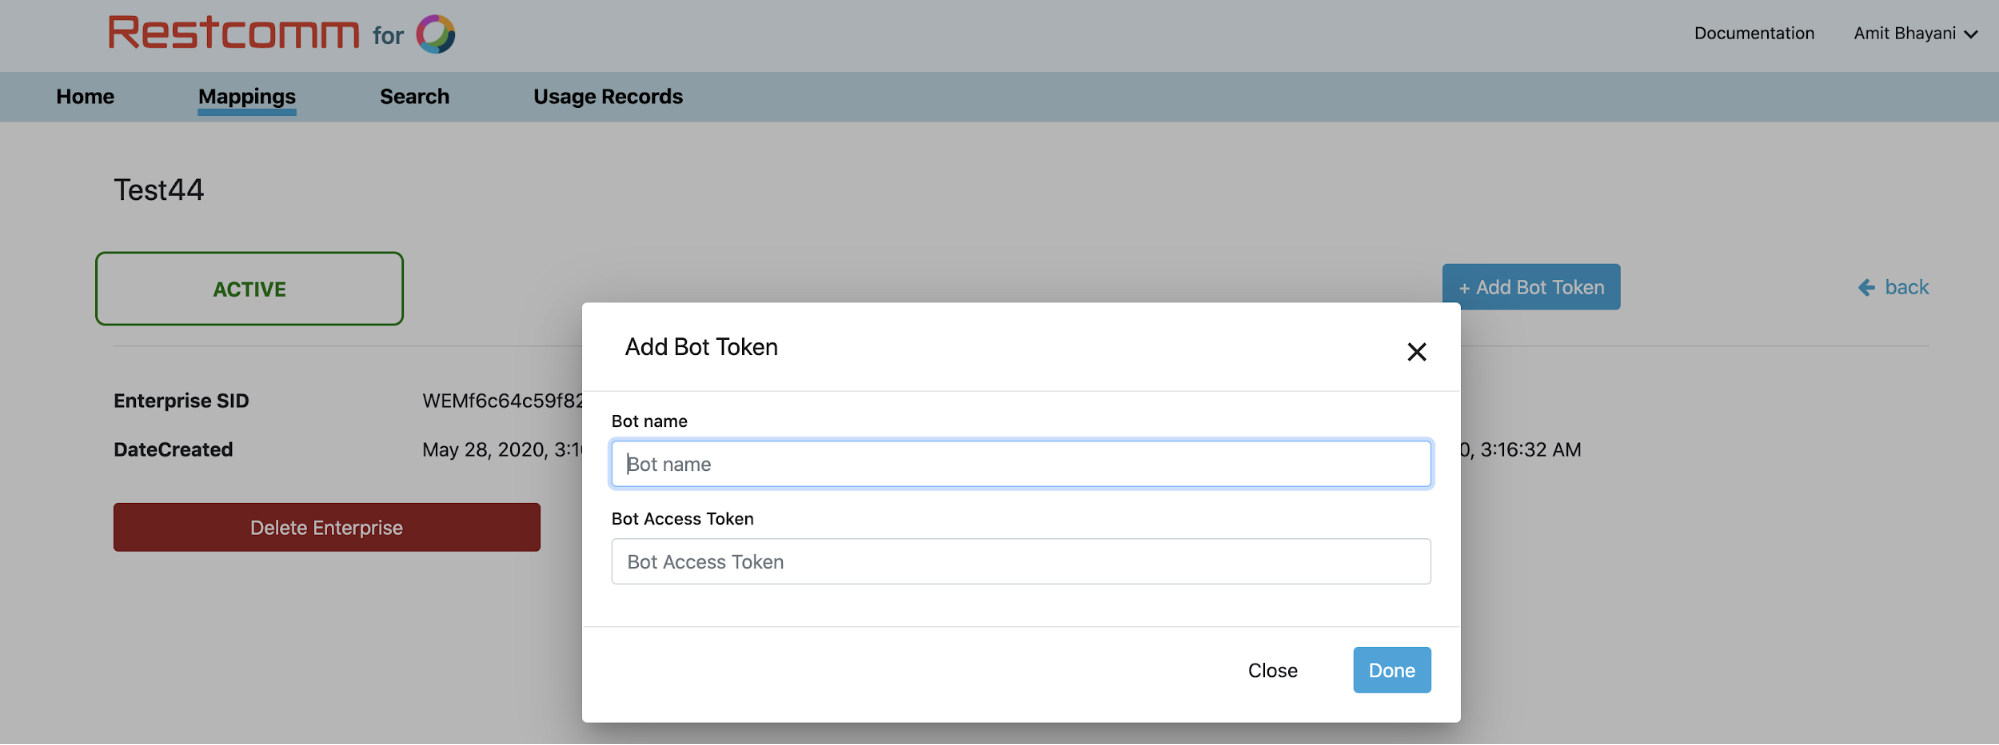 Restcomm for
Documentation
Amit Bhayani
Home
Mappings
Search
Usage Records
Test44
ACTIVE
+ Add Bot Token
back
Enterprise SID
WEMf6c64c59f82
DateCreated
May 28, 2020, 3:1
0, 3:16:32 AM
Delete Enterprise
Add Bot Token
Bot name
Bot name
Bot Access Token
Bot Access Token
Close
Done